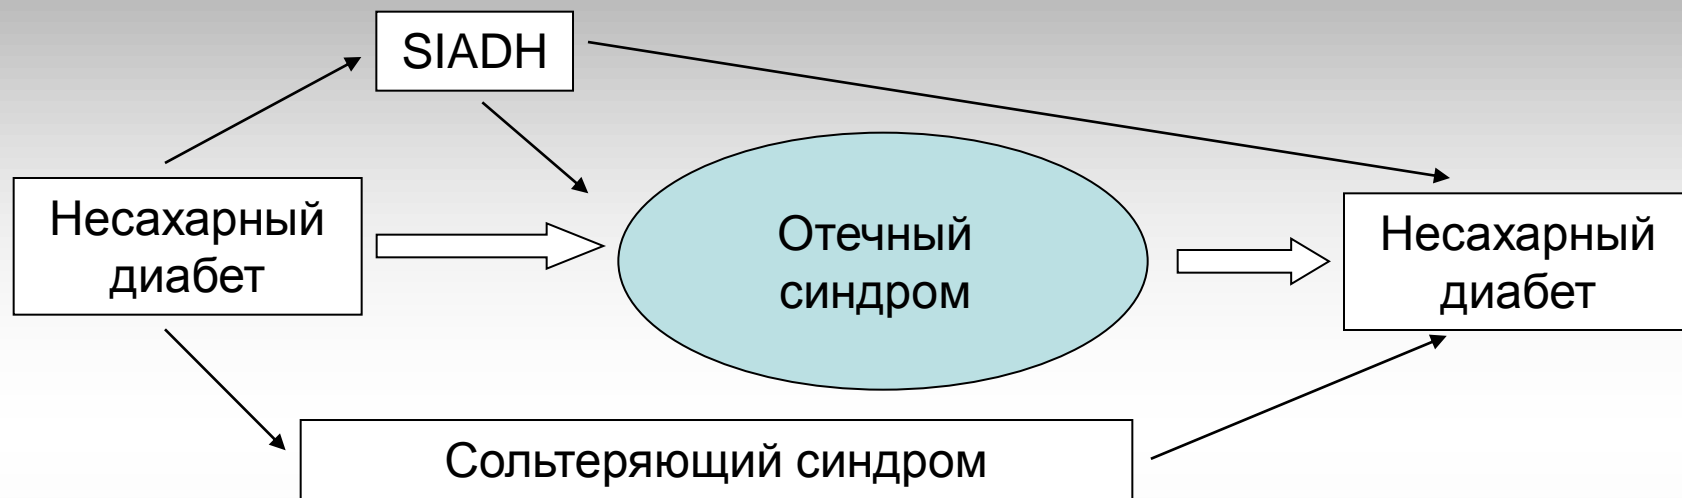 SIADH
Несахарный
диабет
Отечный
синдром
Несахарный
диабет
Сольтеряющий синдром